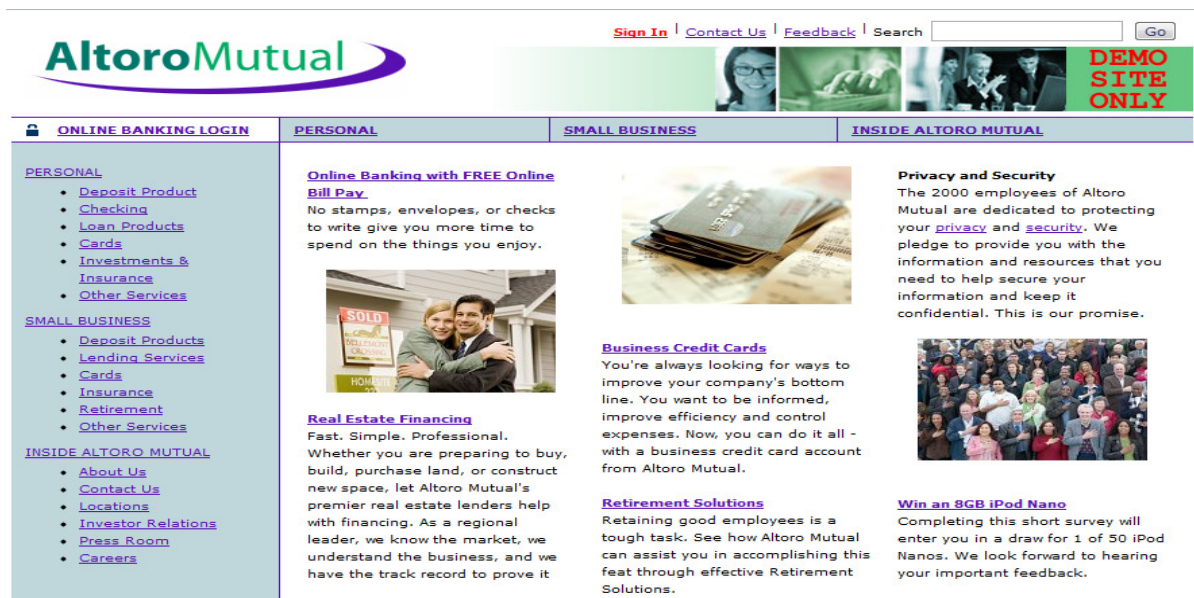 Sign In | Contact Us | Feedback | Search Go
AltoroMutual
DEMO
SITE
ONLY
ONLINE BANKING LOGIN
PERSONAL
SMALL BUSINESS
INSIDE ALTORO MUTUAL
PERSONAL
Deposit Product
Checking
Loan Products
Cards
Investments &
Insurance
Other Services
SMALL BUSINESS
Deposit Products
Lending Services
Cards
Insurance
Retirement
Other Services
INSIDE ALTORO MUTUAL
About Us
Contact Us
Locations
Investor Relations
Press Room
Careers
Online Banking with FREE Online
Bill Pay
No stamps, envelopes, or checks
to write give you more time to
spend on the things you enjoy.
SOLD
BELLEMONT
CROSSING
HOMESITE
Real Estate Financing
Fast. Simple. Professional.
Whether you are preparing to buy,
build, purchase land, or construct
new space, let Altoro Mutual's
premier real estate lenders help
with financing. As a regional
leader, we know the market, we
understand the business, and we
have the track record to prove it
Business Credit Cards
You're always looking for ways to
improve your company's bottom
line. You want to be informed,
improve efficiency and control
expenses. Now, you can do it all -
with a business credit card account
from Altoro Mutual.
Retirement Solutions
Retaining good employees is a
tough task. See how Altoro Mutual
can assist you in accomplishing this
feat through effective Retirement
Solutions.
Privacy and Security
The 2000 employees of Altoro
Mutual are dedicated to protecting
your privacy and security. We
pledge to provide you with the
information and resources that you
need to help secure your
information and keep it
confidential. This is our promise.
Win an 8GB iPod Nano
Completing this short survey will
enter you in a draw for 1 of 50 iPod
Nanos. We look forward to hearing
your important feedback.